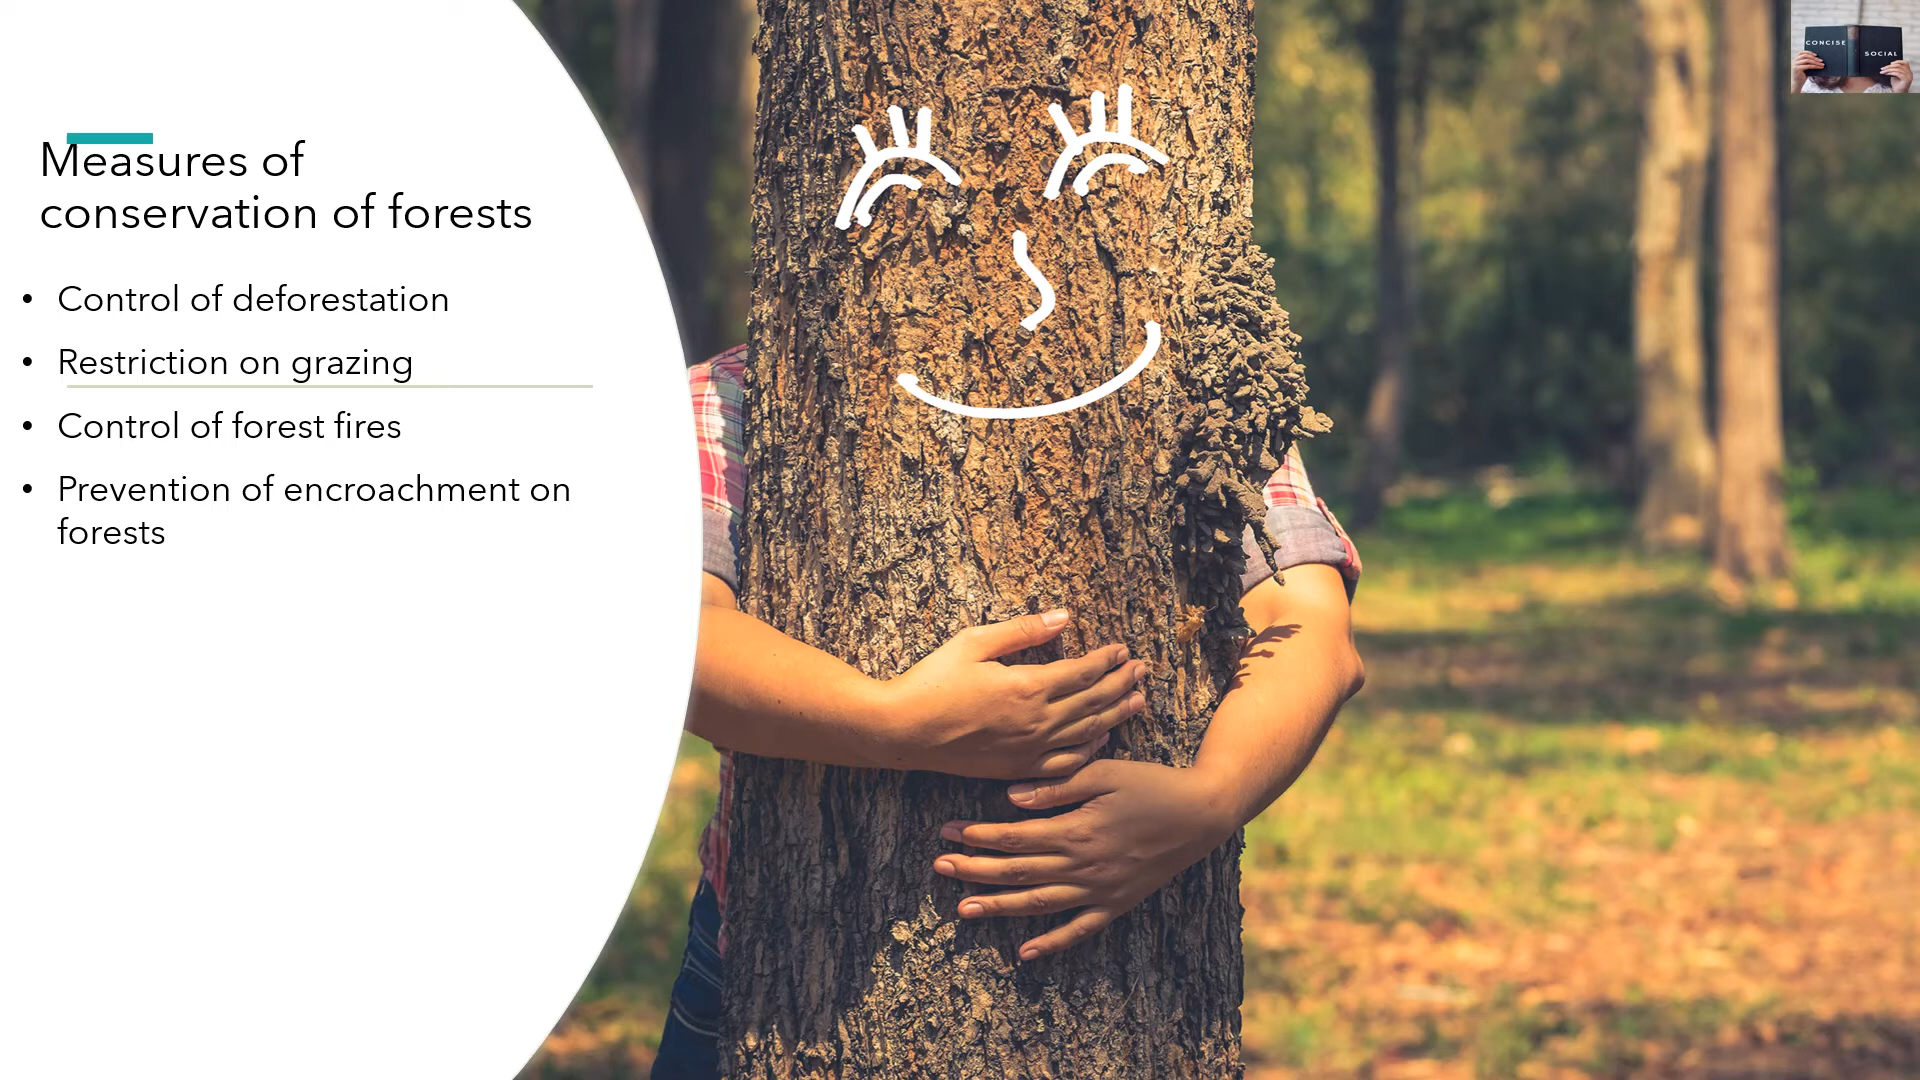 CONCISE
SOCIAL
Measures of
conservation of forests
• Control of deforestation
• Restriction on grazing
• Control of forest fires
• Prevention of encroachment on
forests